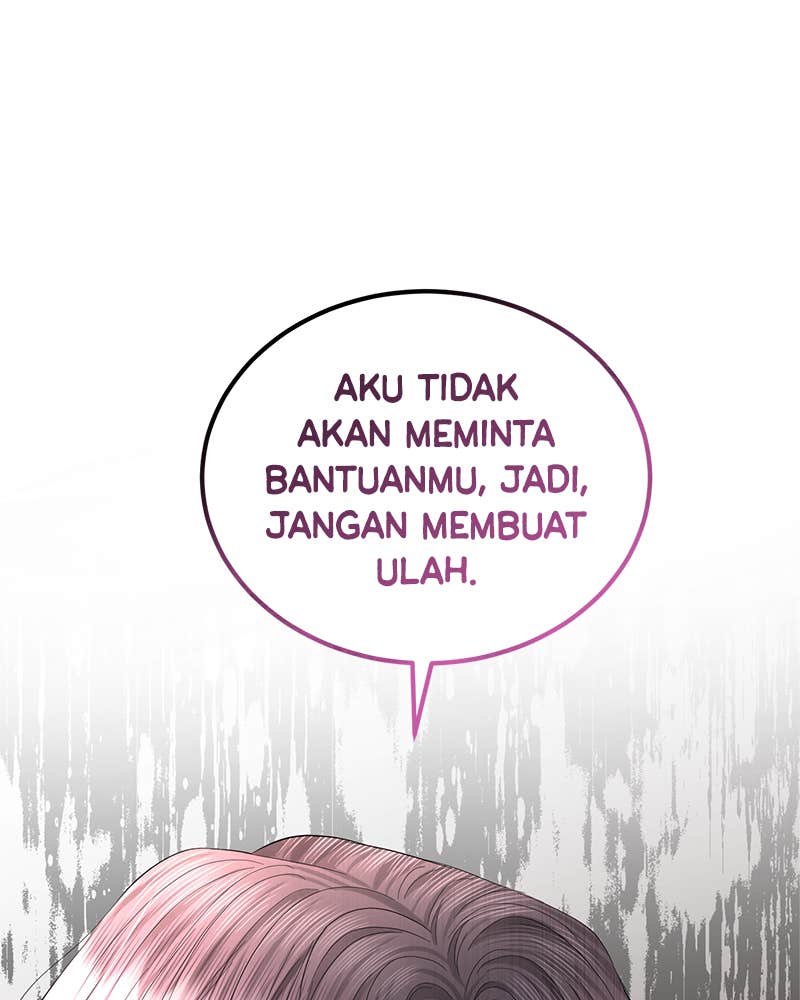 AKU TIDAK
AKAN MEMINTA
BANTUANMU, JADI,
JANGAN MEMBUAT
ULAH.